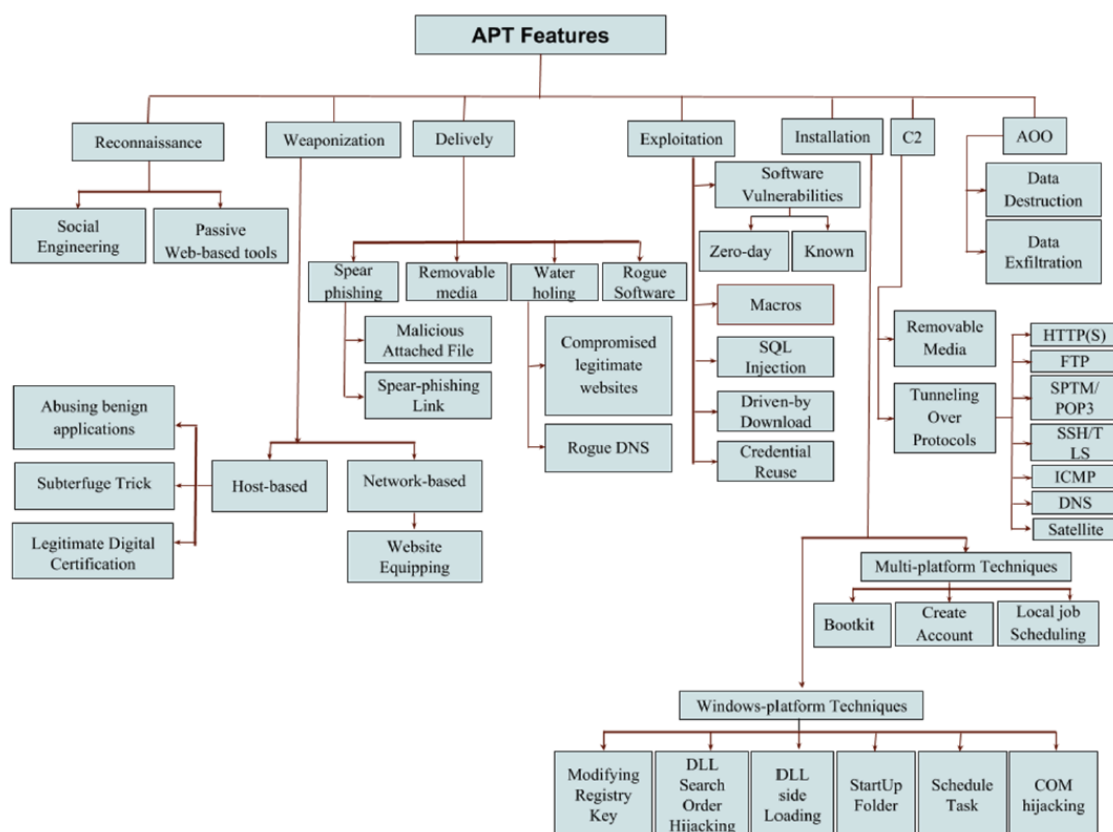 APT Features
Reconnaissance
Weaponization
Delively
Exploitation
Installation
C2
AOO
Social
Engineering
Passive
Web-based tools
Software
Vulnerabilities
Zero-day
Known
Data
Destruction
Data
Exfiltration
Spear
phishing
Removable
media
Water
holing
Rogue
Software
Malicious
Attached File
Spear-phishing
Link
Compromised
legitimate
websites
Rogue DNS
Macros
SQL
Injection
Driven-by
Download
Credential
Reuse
Removable
Media
Tunneling
Over
Protocols
HTTP(S)
FTP
SPTM/
POP3
SSH/T
LS
ICMP
DNS
Satellite
Abusing benign
applications
Subterfuge Trick
Legitimate Digital
Certification
Host-based
Network-based
Website
Equipping
Multi-platform Techniques
Bootkit
Create
Account
Local job
Scheduling
Windows-platform Techniques
Modifying
Registry
Key
DLL
Search
Order
Hijacking
DLL
side
Loading
StartUp
Folder
Schedule
Task
COM
hijacking